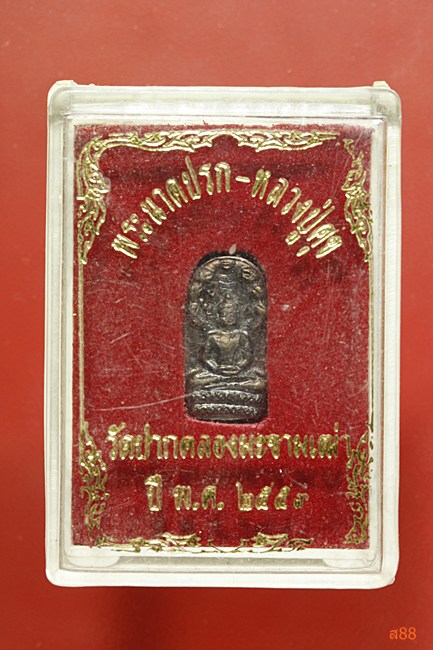 พระนาคปรก-หลวงปู่ศุข
วัดปากคลองมะขามเฒ่า
ปี พ.ศ. ๒๕๕๓
ส88